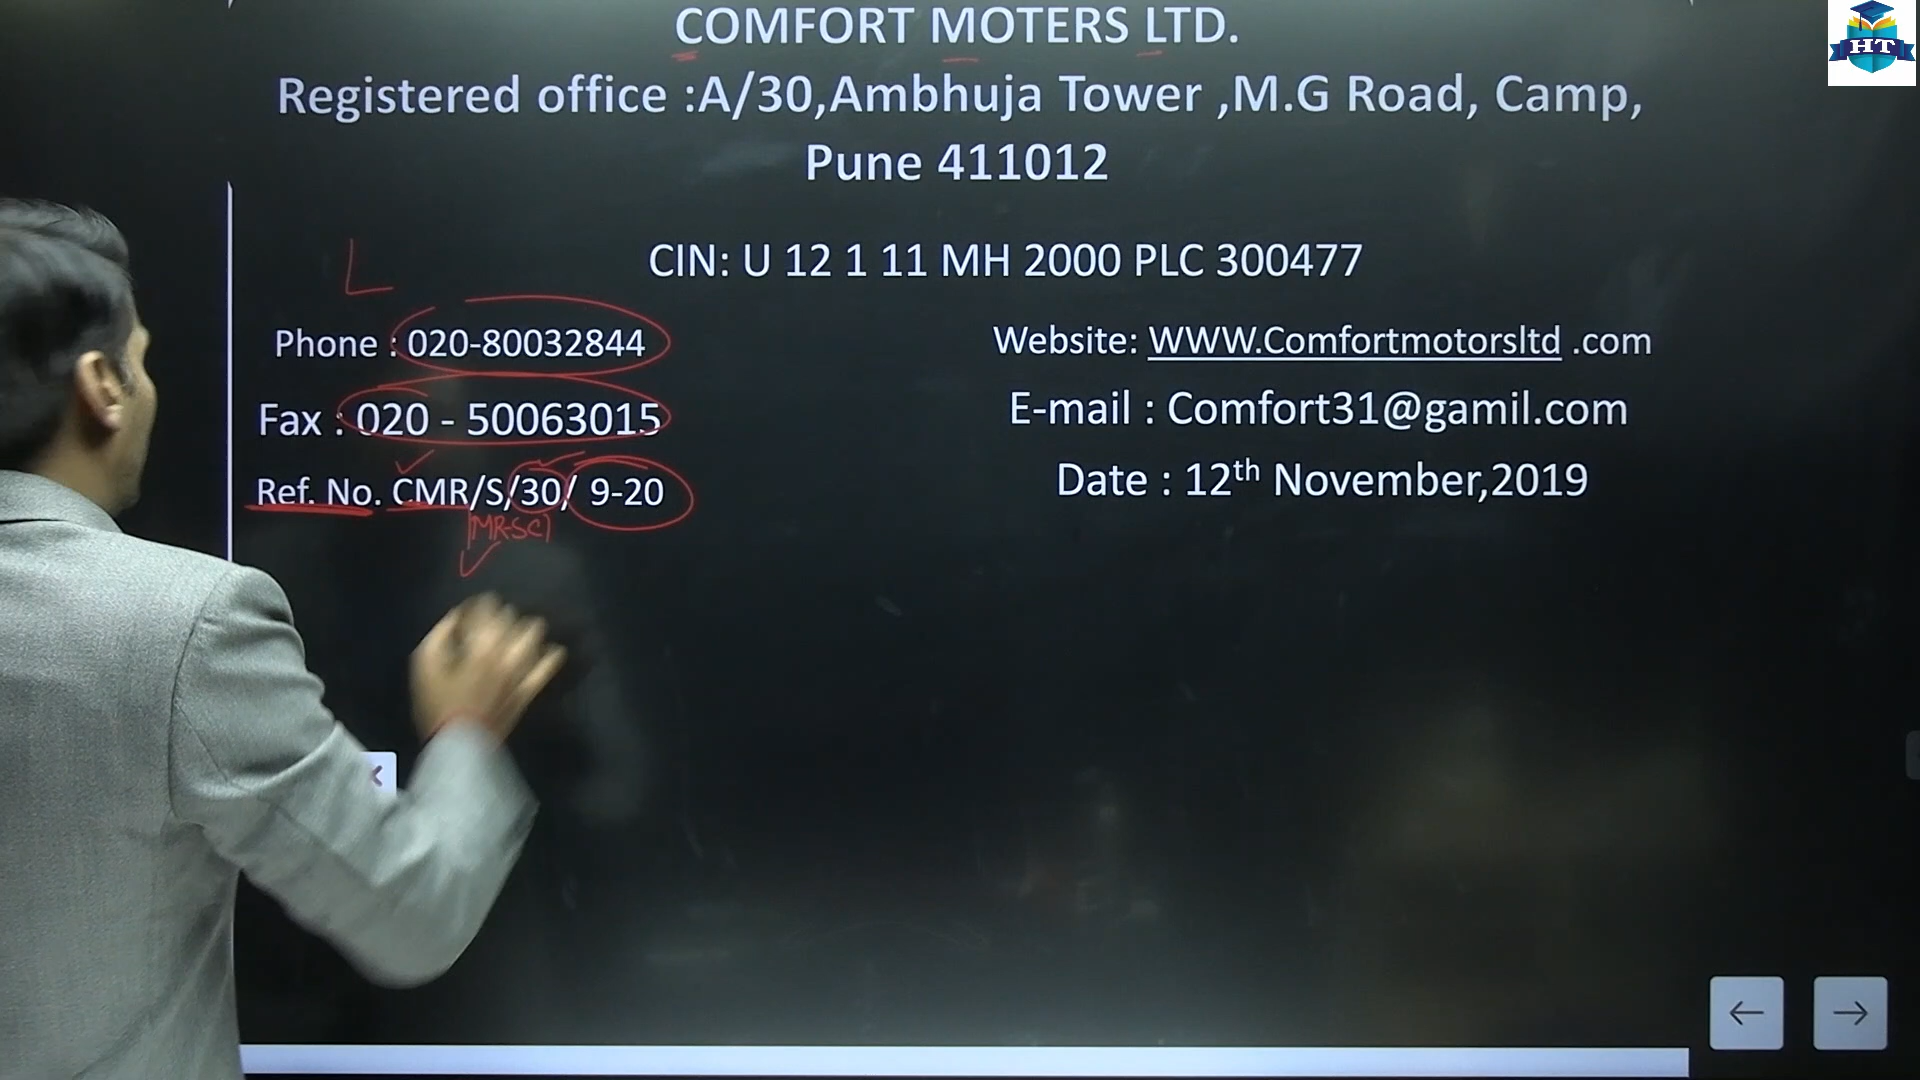 COMFORT MOTERS LTD.
HT
Registered office :A/30,Ambhuja Tower ,M.G Road, Camp,
Pune 411012
CIN: U 12 1 11 MH 2000 PLC 300477
L
Phone : 020-80032844
Website: WWW.Comfortmotorsltd .com
Fax : 020 - 50063015
E-mail : Comfort31@gamil.com
Ref. No. CMR/S/30/ 9-20
Date : 12th November,2019